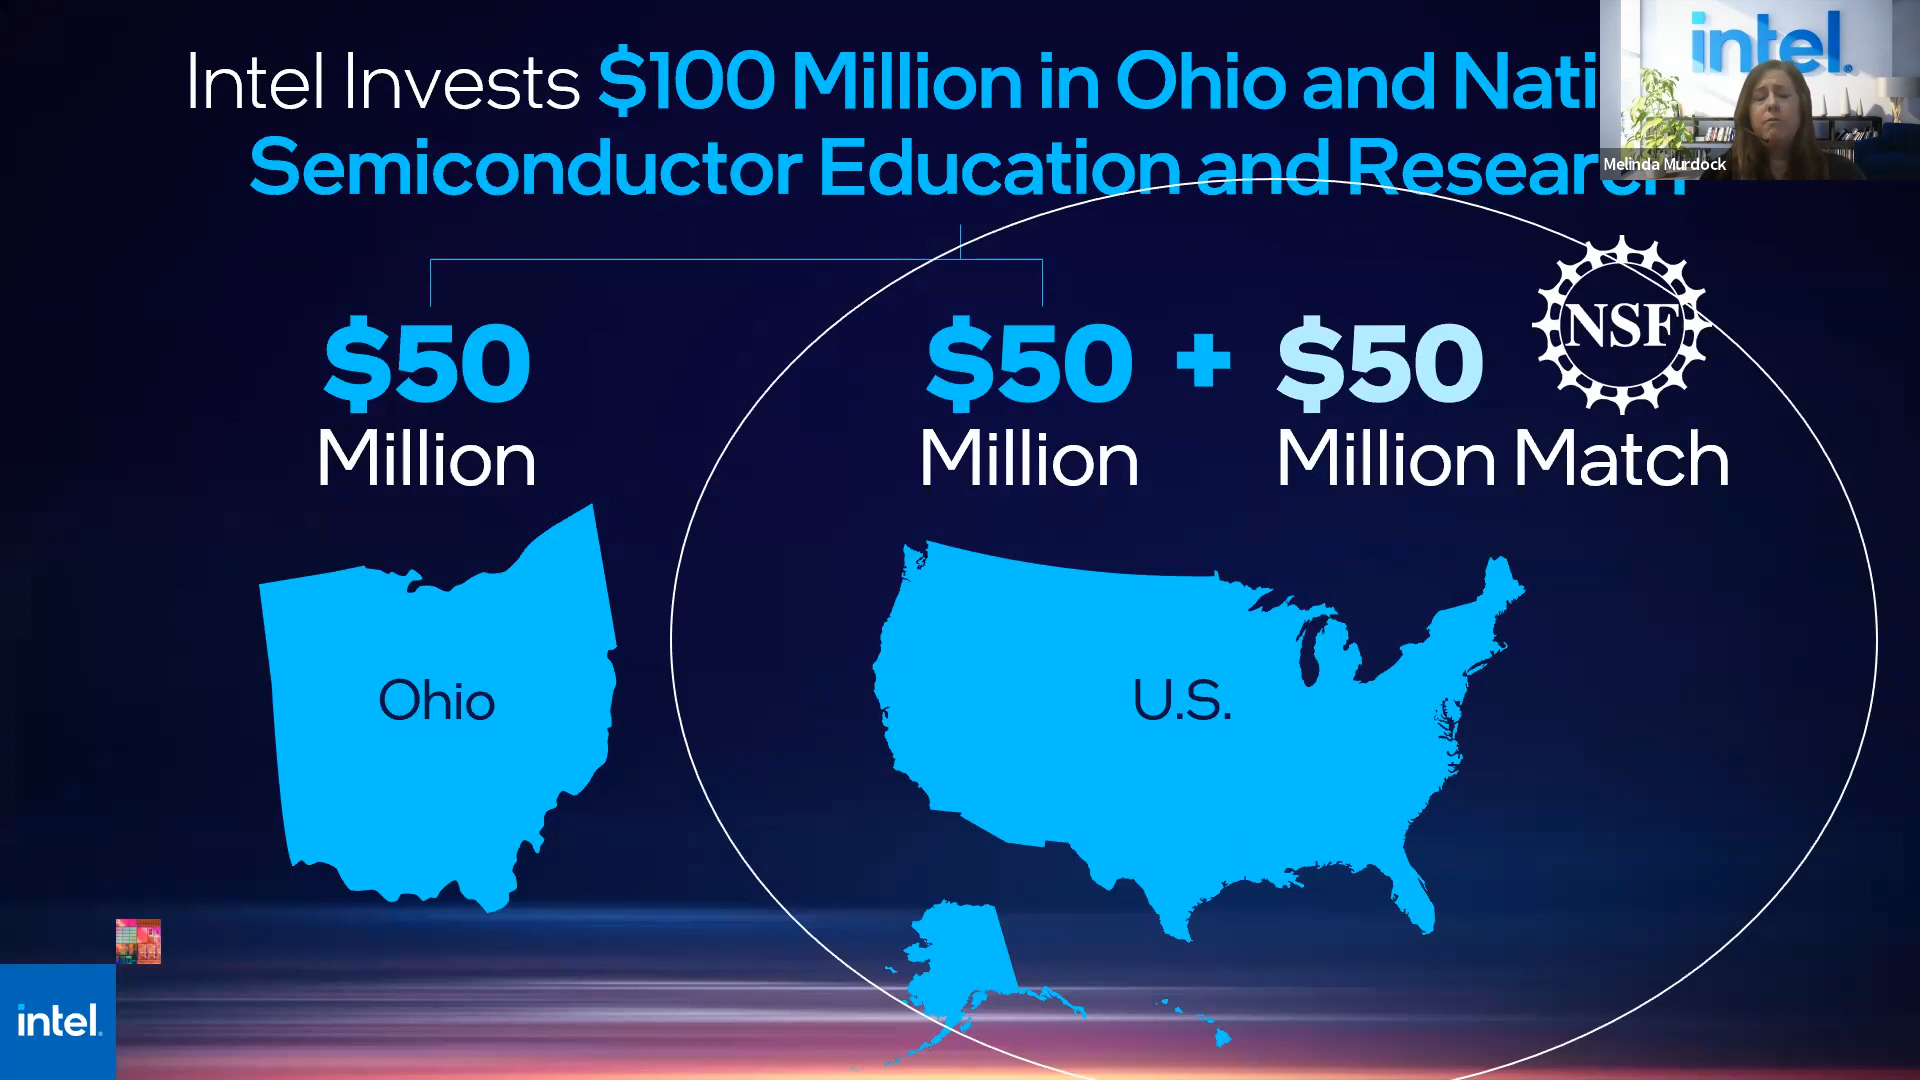 Intel Invests $100 Million in Ohio and Nati
Semiconductor Education and Research
intel.
Melinda Murdock
NSF
$50
Million
$50 + $50
Million Million Match
Ohio
U.S.
intel.